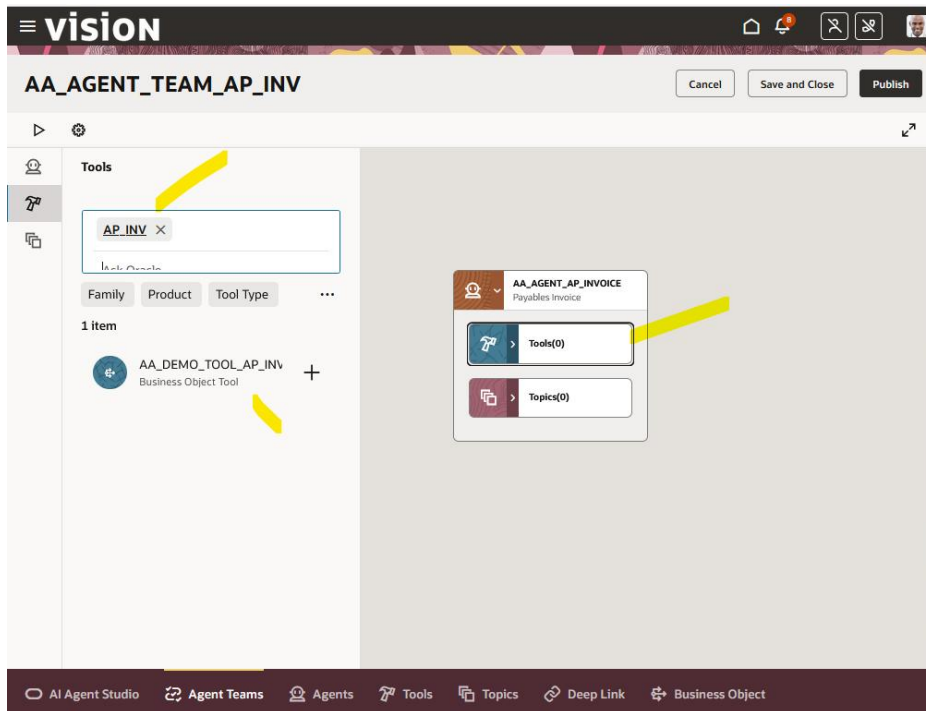 vision
8
AA_AGENT_TEAM_AP_INV
Cancel
Save and Close
Publish
Tools
AP_INV
Ask Oracle
Family
Product
Tool Type
...
1 item
AA_DEMO_TOOL_AP_INV
Business Object Tool
AA_AGENT_AP_INVOICE
Payables Invoice
Tools(0)
Topics(0)
AI Agent Studio
Agent Teams
Agents
Tools
Topics
Deep Link
Business Object